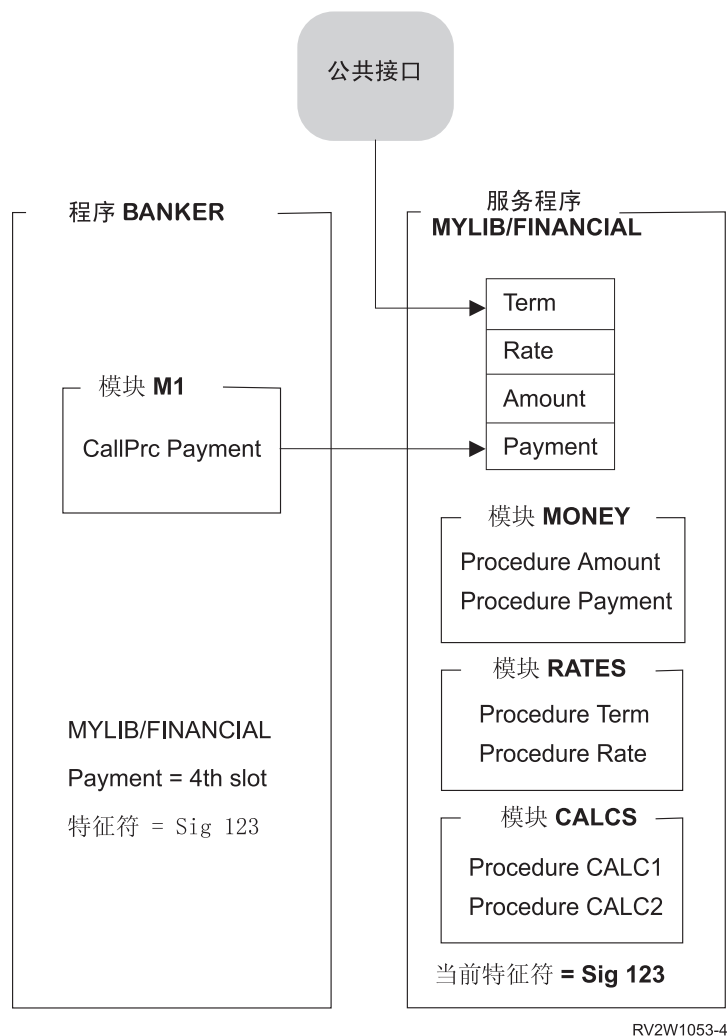 公共接口
程序 BANKER
模块 M1
CallPrc Payment
MYLIB/FINANCIAL
Payment = 4th slot
特征符 = Sig 123
服务程序
MYLIB/FINANCIAL
Term
Rate
Amount
Payment
模块 MONEY
Procedure Amount
Procedure Payment
模块 RATES
Procedure Term
Procedure Rate
模块 CALCS
Procedure CALC1
Procedure CALC2
当前特征符 = Sig 123
RV2W1053-4